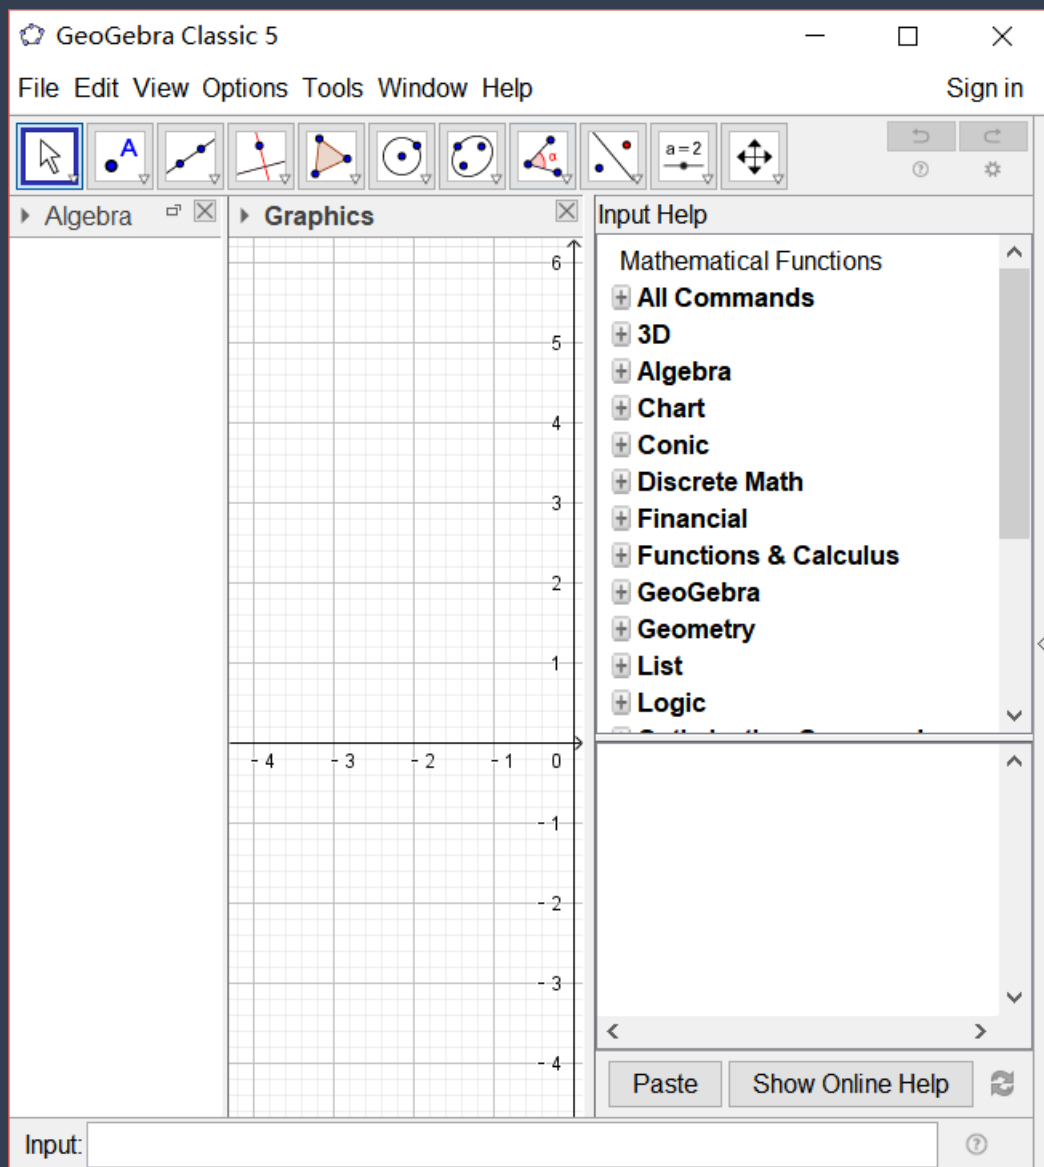 GeoGebra Classic 5
File Edit View Options Tools Window Help Sign in
A α a=2
Algebra
Graphics
Input Help
Mathematical Functions
All Commands
3D
Algebra
Chart
Conic
Discrete Math
Financial
Functions & Calculus
GeoGebra
Geometry
List
Logic
6
5
4
3
2
1
-4 -3 -2 -1 0
-1
-2
-3
-4
Paste Show Online Help
Input: